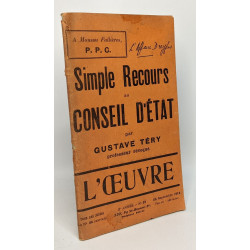 A Monsieur Fallières,
P. P. C.
Simple Recours
au
CONSEIL D'ÉTAT
par
GUSTAVE TÉRY
professeur révoqué
L'ŒUVRE